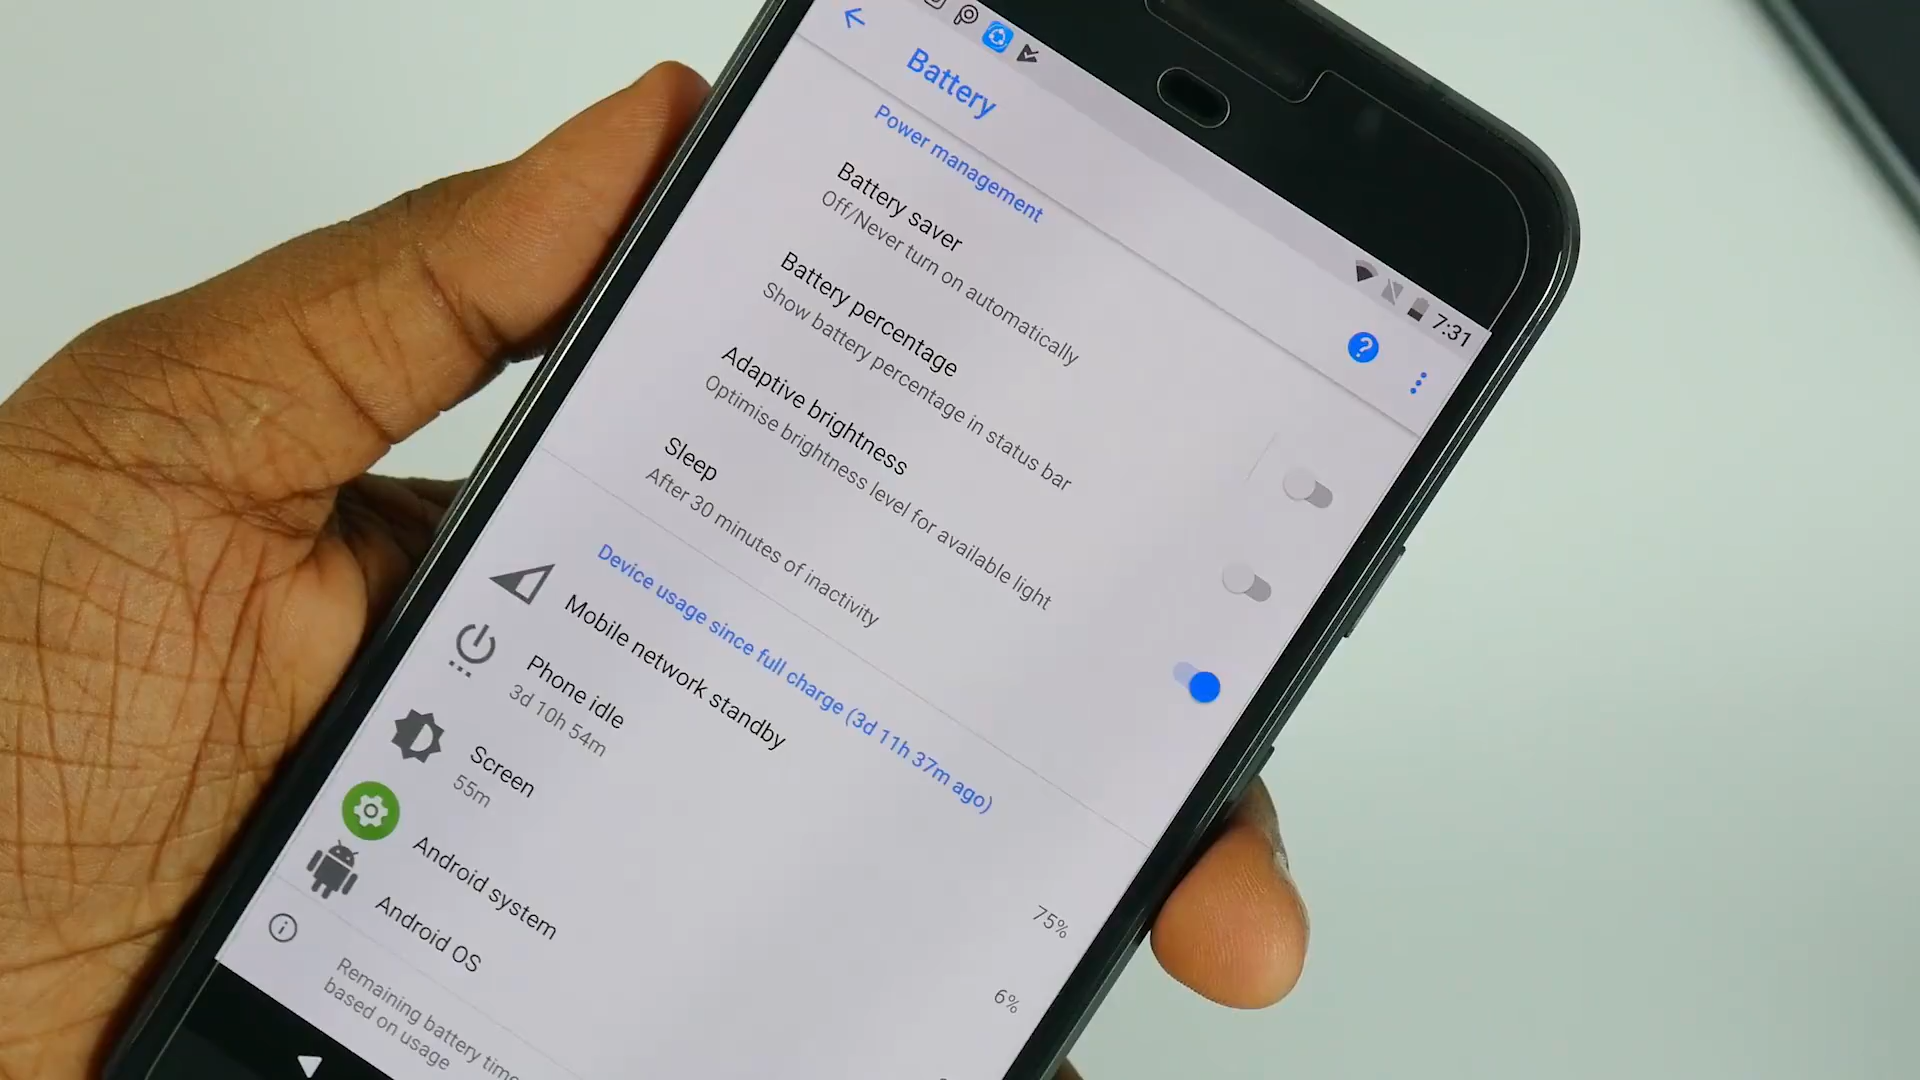 7:31
Battery
?
Power management
Battery saver
Off/Never turn on automatically
Battery percentage
Show battery percentage in status bar
Adaptive brightness
Optimise brightness level for available light
Sleep
After 30 minutes of inactivity
Device usage since full charge (3d 11h 37m ago)
Mobile network standby
75%
Phone idle
3d 10h 54m
6%
Screen
55m
Android system
Android OS
Remaining battery time
based on usage